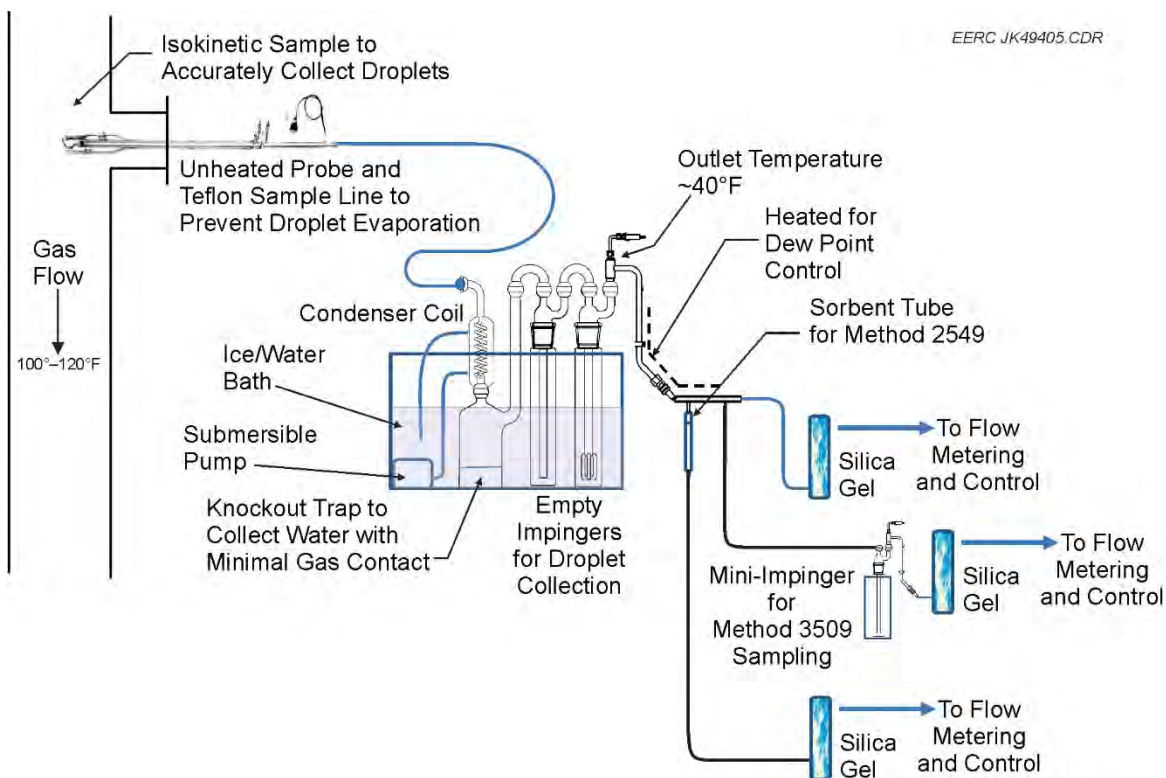 EERC JK49405.CDR
Isokinetic Sample to
Accurately Collect Droplets
Unheated Probe and
Teflon Sample Line to
Prevent Droplet Evaporation
Outlet Temperature
~40°F
Heated for
Dew Point
Control
Gas
Flow
100°–120°F
Condenser Coil
Sorbent Tube
for Method 2549
Ice/Water
Bath
Submersible
Pump
Knockout Trap to
Collect Water with
Minimal Gas Contact
Empty
Impingers
for Droplet
Collection
Silica
Gel
To Flow
Metering
and Control
Mini-Impinger
for
Method 3509
Sampling
Silica
Gel
To Flow
Metering
and Control
Silica
Gel
To Flow
Metering
and Control